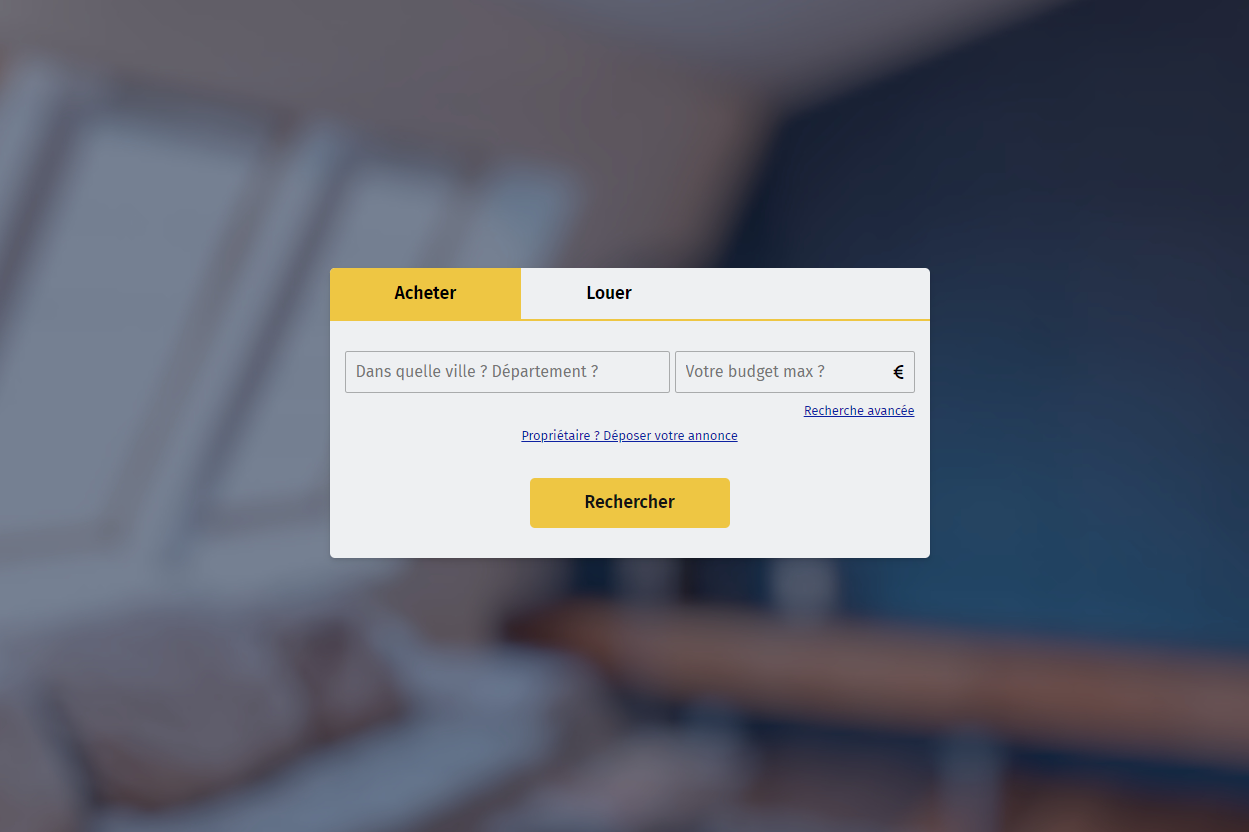 Acheter Louer
Dans quelle ville ? Département ? Votre budget max ? €
Recherche avancée
Propriétaire ? Déposer votre annonce
Rechercher